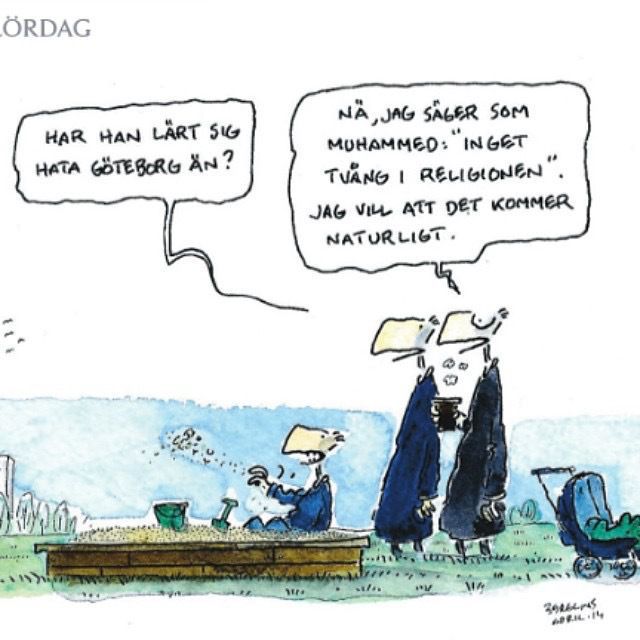 LÖRDAG
HAR HAN LÄRT SIG
HATA GÖTEBORG ÄN?
NÄ, JAG SÄGER SOM
MUHAMMED: "INGET
TVÅNG I RELIGIONEN".
JAG VILL ATT DET KOMMER
NATURLIGT.
BERGLINS
APRIL.14